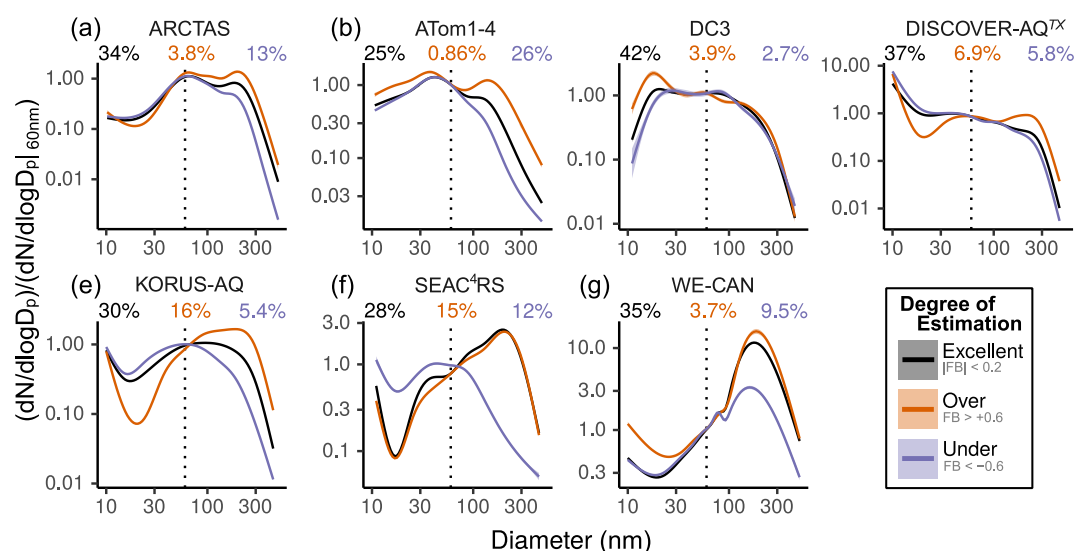 (a) ARCTAS
34% 3.8% 13%
1.00
0.10
0.01
10 30 100 300
(b) ATom1-4
25% 0.86% 26%
1.00
0.30
0.10
0.03
10 30 100 300
DC3
42% 3.9% 2.7%
1.00
0.10
0.01
10 30 100 300
DISCOVER-AQᵀˣ
37% 6.9% 5.8%
10.00
1.00
0.10
0.01
10 30 100 300
(dN/dlogDₚ)/(dN/dlogDₚ|₆₀ₙₘ)
(e) KORUS-AQ
30% 16% 5.4%
1.00
0.10
0.01
10 30 100 300
(f) SEAC⁴RS
28% 15% 12%
3.0
1.0
0.3
0.1
10 30 100 300
(g) WE-CAN
35% 3.7% 9.5%
10.0
3.0
1.0
0.3
10 30 100 300
Diameter (nm)
Degree of
Estimation
Excellent
|FB| < 0.2
Over
FB > +0.6
Under
FB < −0.6